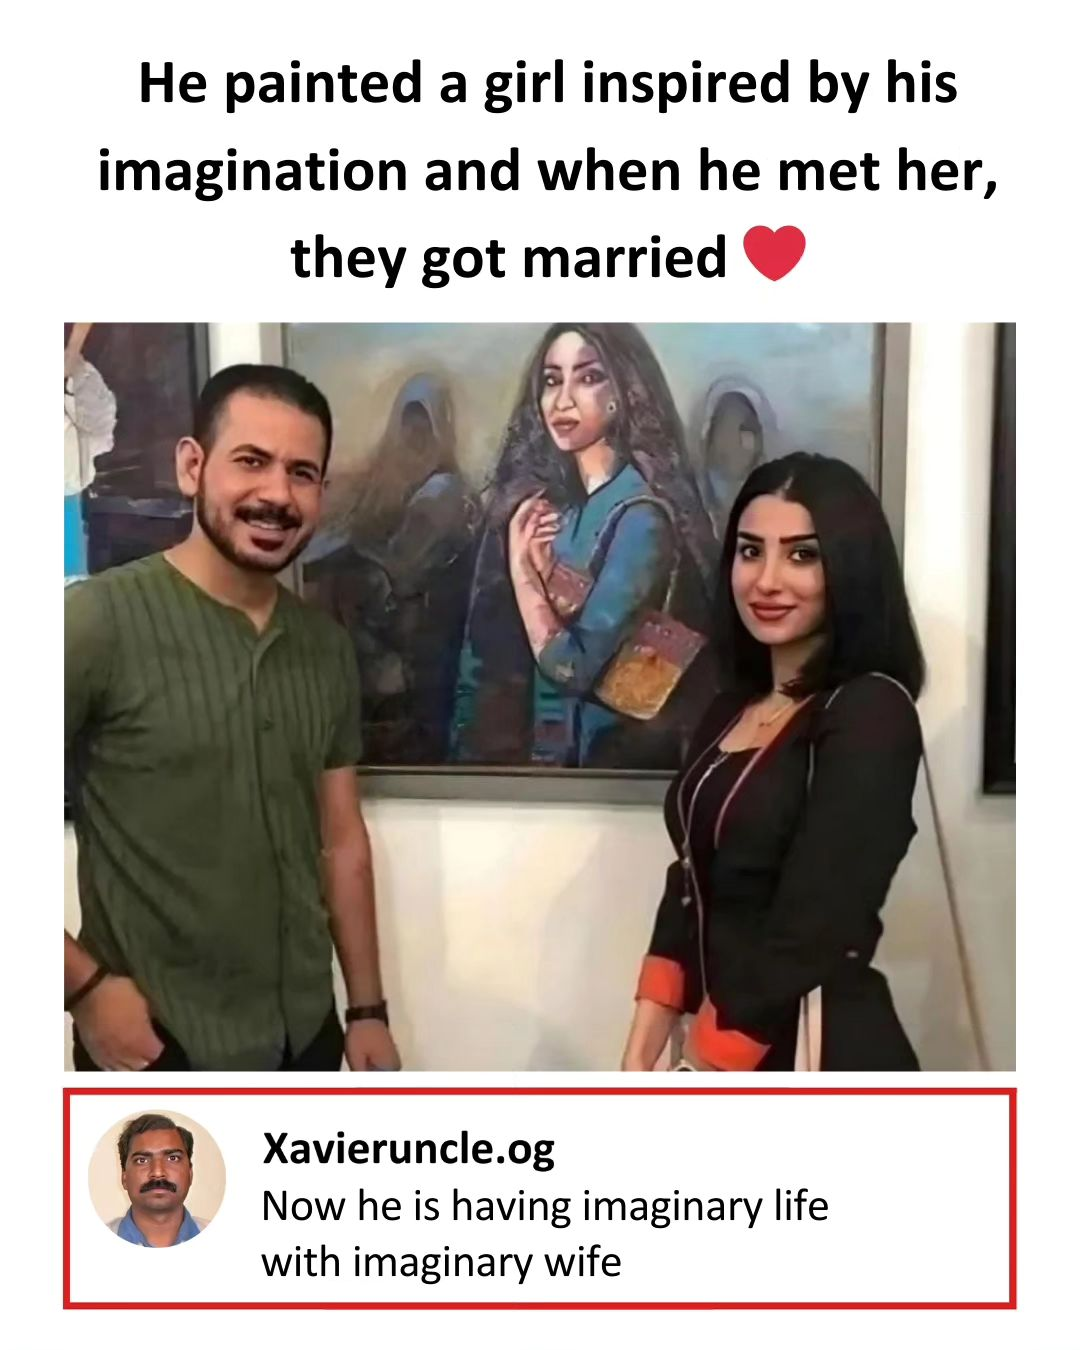 He painted a girl inspired by his
imagination and when he met her,
they got married ❤️
Xavieruncle.og
Now he is having imaginary life
with imaginary wife